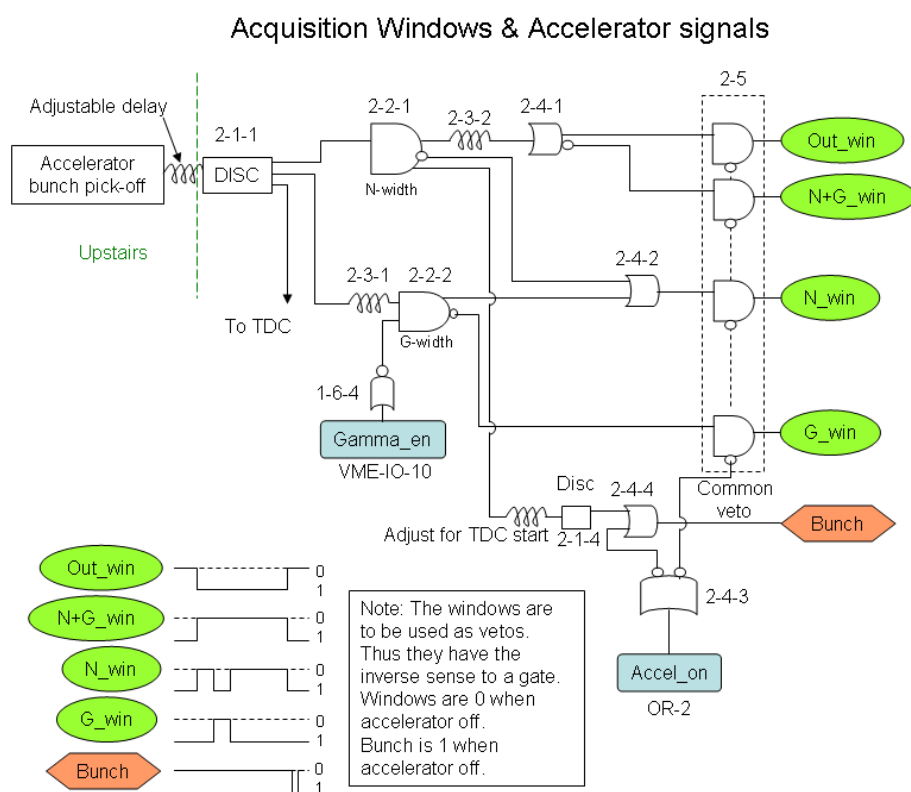 Acquisition Windows & Accelerator signals
2-5
Adjustable delay
2-1-1
2-2-1
2-3-2
2-4-1
Accelerator
bunch pick-off
DISC
N-width
Out_win
N+G_win
Upstairs
2-3-1
2-2-2
2-4-2
N_win
To TDC
G-width
1-6-4
Gamma_en
VME-IO-10
G_win
Common
veto
Disc
2-4-4
Adjust for TDC start
2-1-4
Bunch
2-4-3
Accel_on
OR-2
Out_win
0
1
N+G_win
0
1
N_win
0
1
G_win
0
1
Bunch
0
1
Note: The windows are
to be used as vetos.
Thus they have the
inverse sense to a gate.
Windows are 0 when
accelerator off.
Bunch is 1 when
accelerator off.